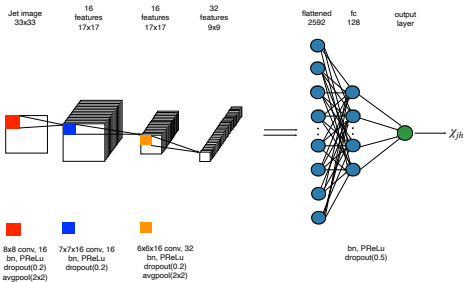 Jet image
33x33
16
features
17x17
16
features
17x17
32
features
9x9
flattened
2592
fc
128
output
layer
χjh
8x8 conv, 16
bn, PReLu
dropout(0.2)
avgpool(2x2)
7x7x16 conv, 16
bn, PReLu
dropout(0.2)
6x6x16 conv, 32
bn, PReLu
dropout(0.2)
avgpool(2x2)
bn, PReLu
dropout(0.5)